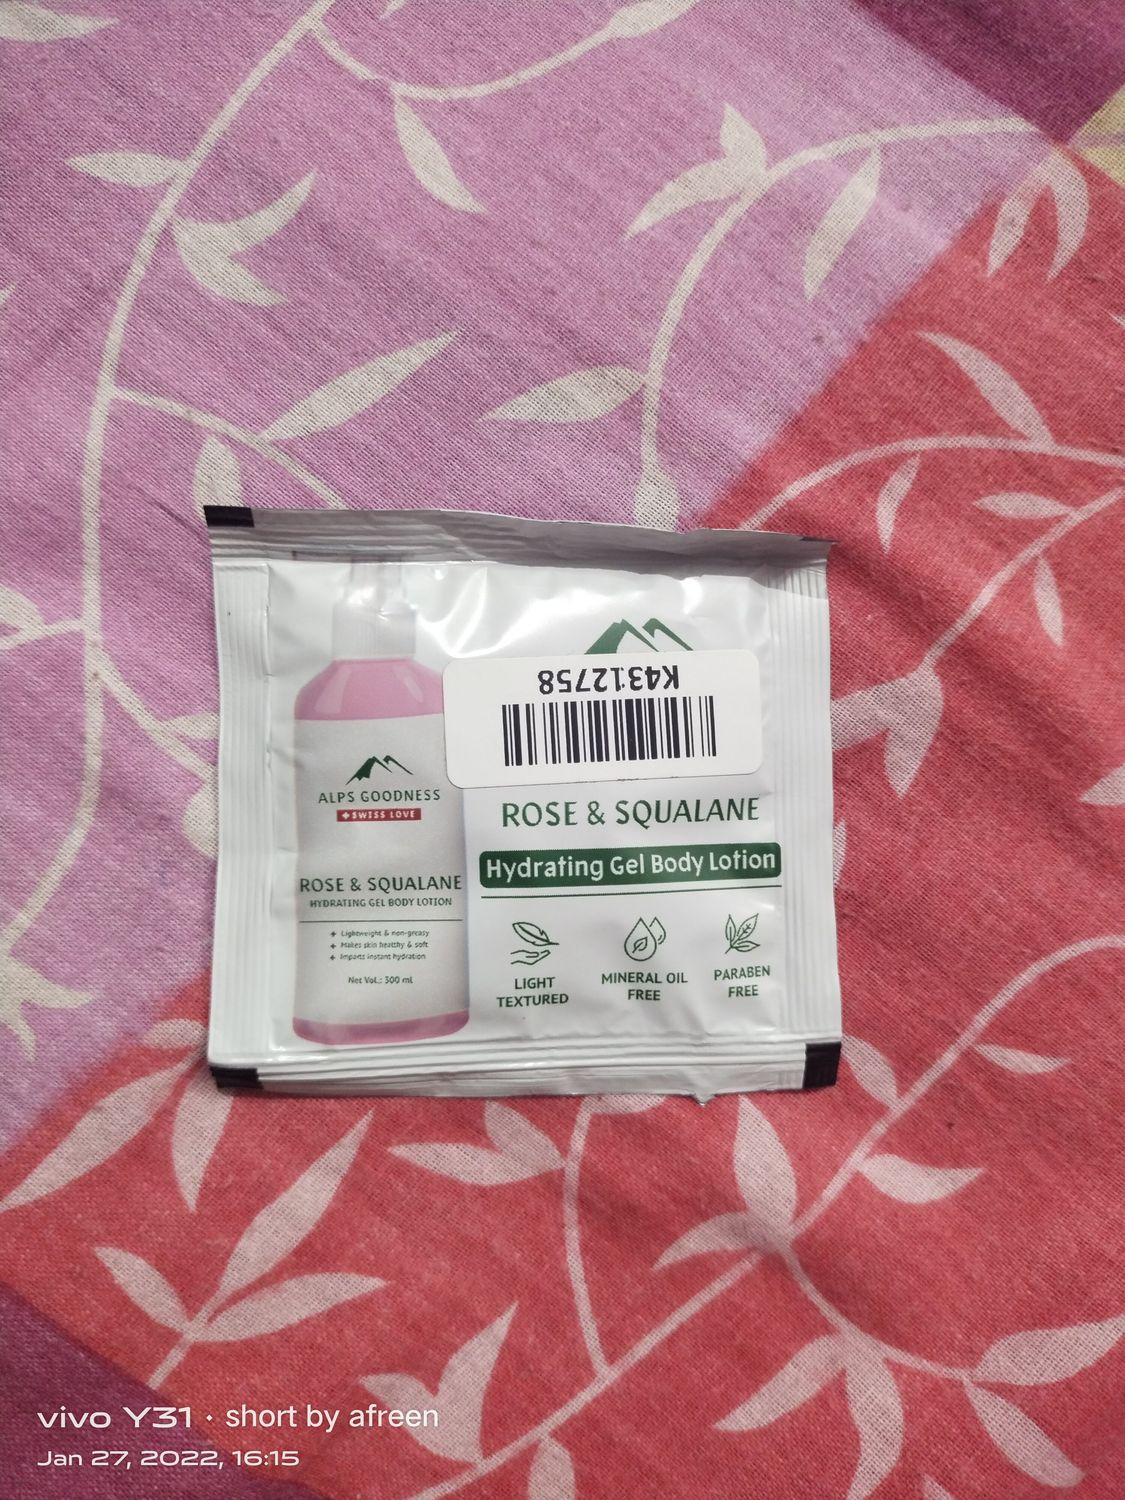 K4312758
ALPS GOODNESS
SWISS LOVE
ROSE & SQUALANE
HYDRATING GEL BODY LOTION
Lightweight & non-greasy
Makes skin healthy & soft
Imparts instant hydration
Net Vol.: 300 ml
ROSE & SQUALANE
Hydrating Gel Body Lotion
LIGHT
TEXTURED
MINERAL OIL
FREE
PARABEN
FREE
vivo Y31 · short by afreen
Jan 27, 2022, 16:15